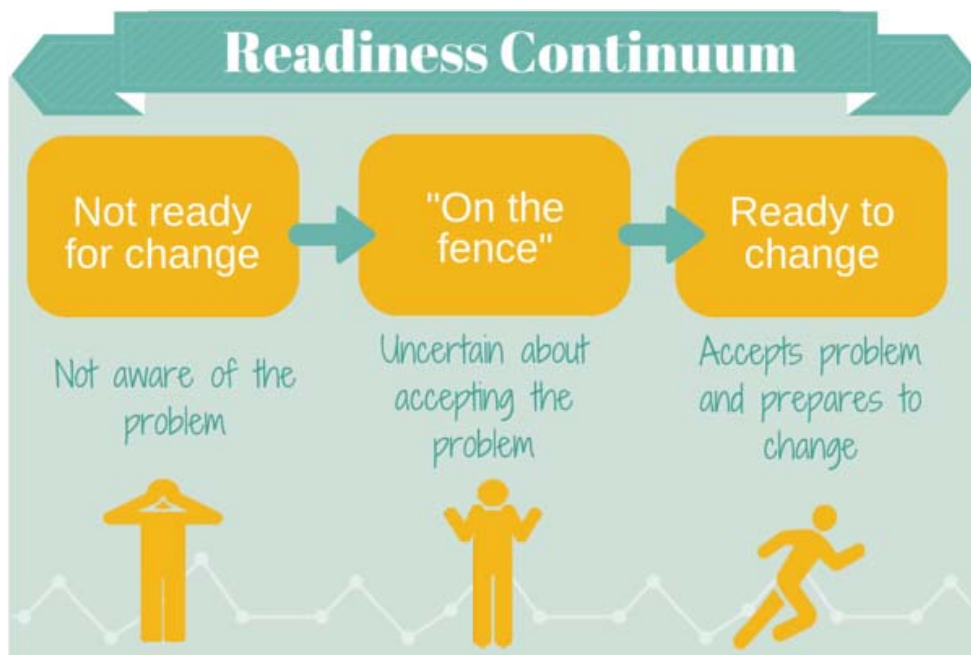 Readiness Continuum
Not ready
for change
"On the
fence"
Ready to
change
Not aware of the
problem
Uncertain about
accepting the
problem
Accepts problem
and prepares to
change